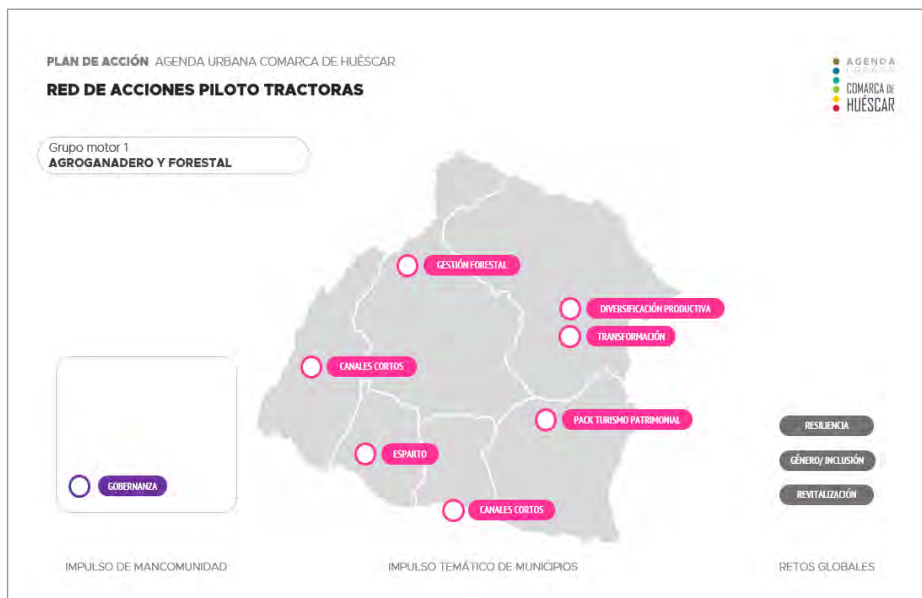 PLAN DE ACCIÓN AGENDA URBANA COMARCA DE HUÉSCAR
RED DE ACCIONES PILOTO TRACTORAS
AGENDA
URBANA
COMARCA DE
HUÉSCAR
Grupo motor 1
AGROGANADERO Y FORESTAL
GESTIÓN FORESTAL
DIVERSIFICACIÓN PRODUCTIVA
TRANSFORMACIÓN
CANALES CORTOS
PACK TURISMO PATRIMONIAL
RESILIENCIA
ESPARTO
GÉNERO/ INCLUSIÓN
GOBERNANZA
REVITALIZACIÓN
CANALES CORTOS
IMPULSO DE MANCOMUNIDAD
IMPULSO TEMÁTICO DE MUNICIPIOS
RETOS GLOBALES